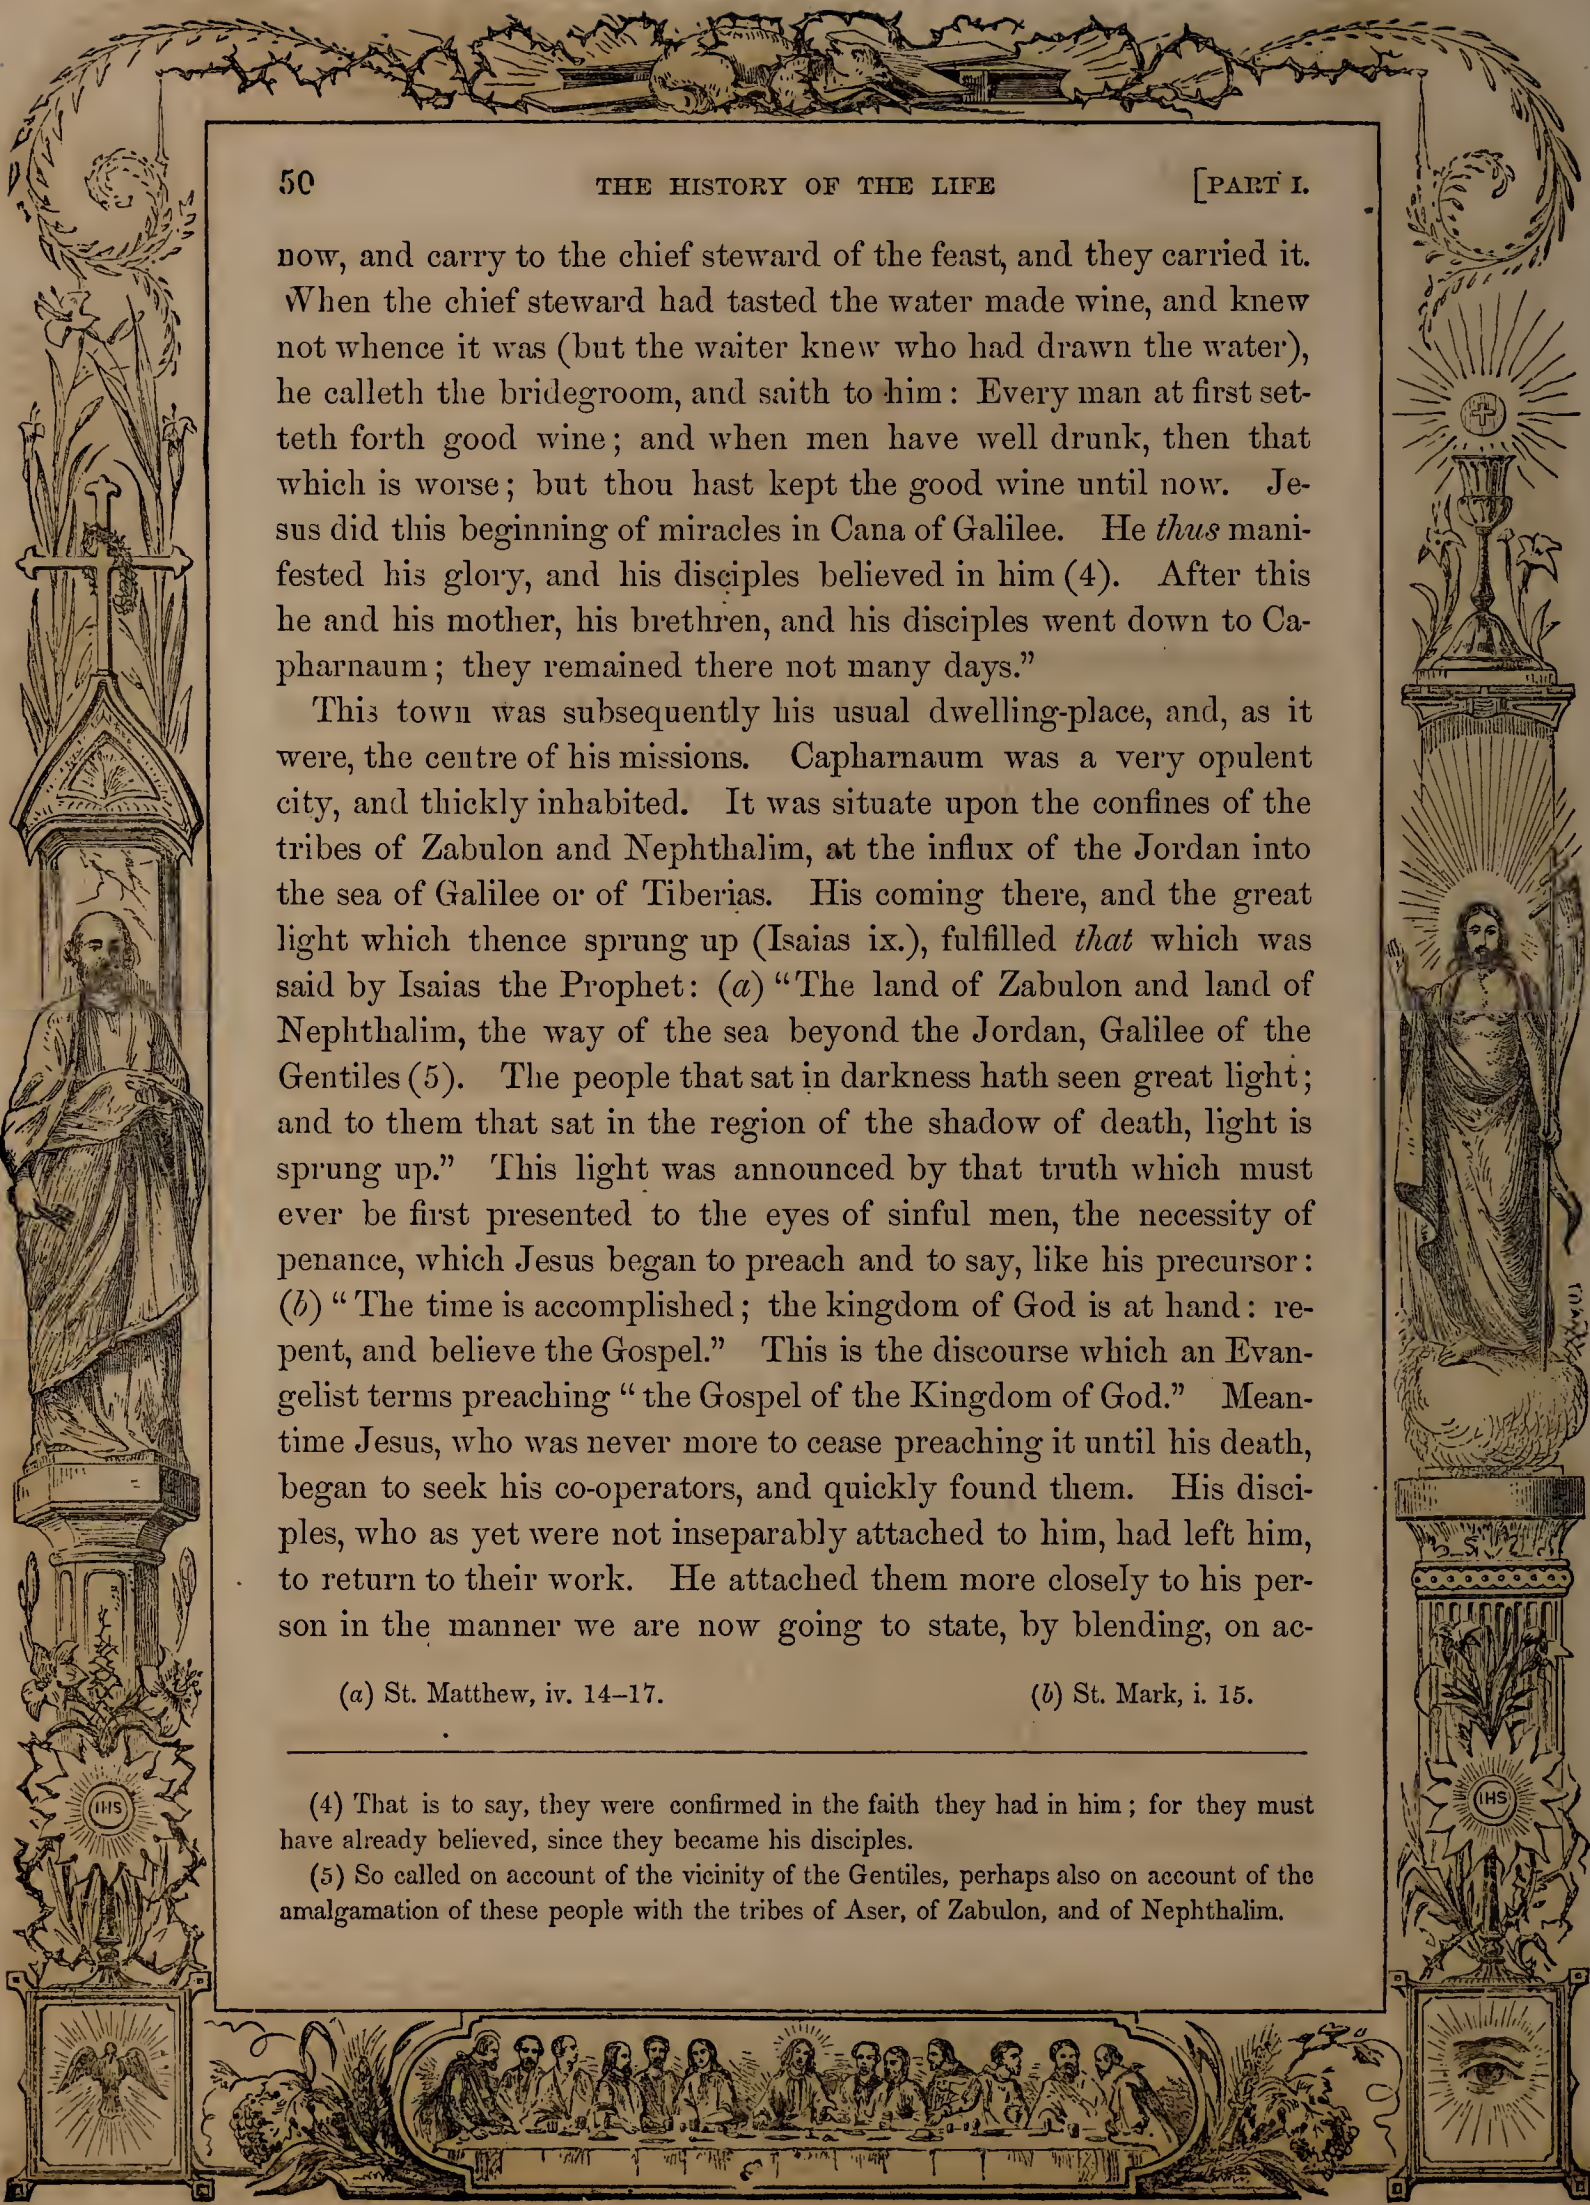 50 THE HISTORY OF THE LIFE [PART I.
now, and carry to the chief steward of the feast, and they carried it.
When the chief steward had tasted the water made wine, and knew
not whence it was (but the waiter knew who had drawn the water),
he calleth the bridegroom, and saith to him: Every man at first set-
teth forth good wine; and when men have well drunk, then that
which is worse; but thou hast kept the good wine until now. Je-
sus did this beginning of miracles in Cana of Galilee. He thus mani-
fested his glory, and his disciples believed in him (4). After this
he and his mother, his brethren, and his disciples went down to Ca-
pharnaum; they remained there not many days.”
This town was subsequently his usual dwelling-place, and, as it
were, the centre of his missions. Capharnaum was a very opulent
city, and thickly inhabited. It was situate upon the confines of the
tribes of Zabulon and Nephthalim, at the influx of the Jordan into
the sea of Galilee or of Tiberias. His coming there, and the great
light which thence sprung up (Isaias ix.), fulfilled that which was
said by Isaias the Prophet: (a) “The land of Zabulon and land of
Nephthalim, the way of the sea beyond the Jordan, Galilee of the
Gentiles (5). The people that sat in darkness hath seen great light;
and to them that sat in the region of the shadow of death, light is
sprung up.” This light was announced by that truth which must
ever be first presented to the eyes of sinful men, the necessity of
penance, which Jesus began to preach and to say, like his precursor:
(b) “The time is accomplished; the kingdom of God is at hand: re-
pent, and believe the Gospel.” This is the discourse which an Evan-
gelist terms preaching “the Gospel of the Kingdom of God.” Mean-
time Jesus, who was never more to cease preaching it until his death,
began to seek his co-operators, and quickly found them. His disci-
ples, who as yet were not inseparably attached to him, had left him,
to return to their work. He attached them more closely to his per-
son in the manner we are now going to state, by blending, on ac-
(a) St. Matthew, iv. 14–17. (b) St. Mark, i. 15.
(4) That is to say, they were confirmed in the faith they had in him; for they must
have already believed, since they became his disciples.
(5) So called on account of the vicinity of the Gentiles, perhaps also on account of the
amalgamation of these people with the tribes of Aser, of Zabulon, and of Nephthalim.
IHS
IHS